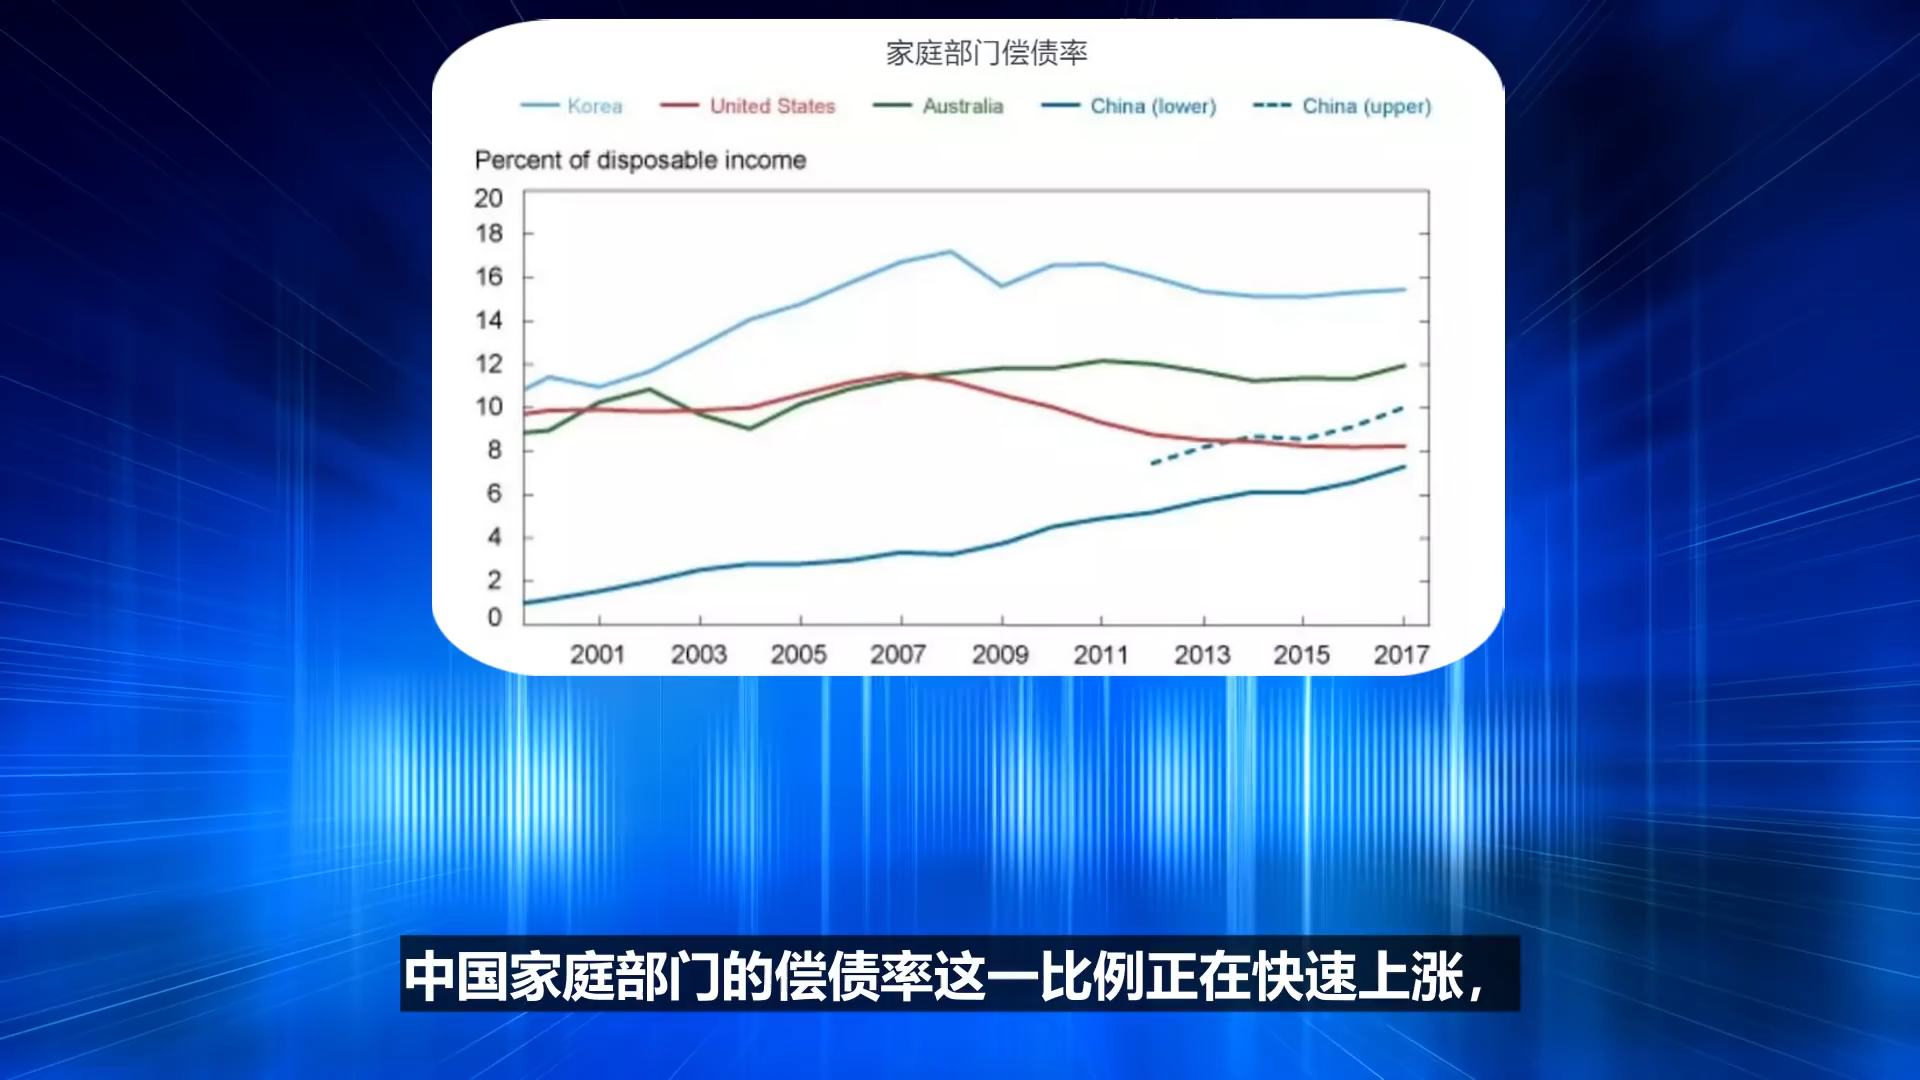 家庭部门偿债率
Korea United States Australia China (lower) China (upper)
Percent of disposable income
20
18
16
14
12
10
8
6
4
2
0
2001 2003 2005 2007 2009 2011 2013 2015 2017
中国家庭部门的偿债率这一比例正在快速上涨，